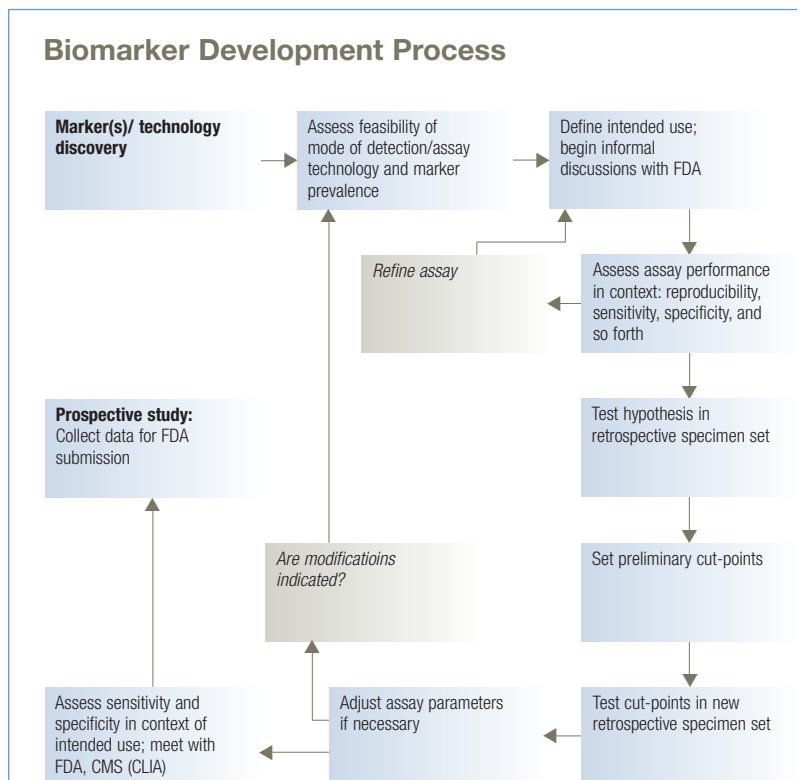 Biomarker Development Process
Marker(s)/ technology
discovery
Assess feasibility of
mode of detection/assay
technology and marker
prevalence
Define intended use;
begin informal
discussions with FDA
Refine assay
Assess assay performance
in context: reproducibility,
sensitivity, specificity, and
so forth
Prospective study:
Collect data for FDA
submission
Test hypothesis in
retrospective specimen set
Are modificatioins
indicated?
Set preliminary cut-points
Assess sensitivity and
specificity in context of
intended use; meet with
FDA, CMS (CLIA)
Adjust assay parameters
if necessary
Test cut-points in new
retrospective specimen set